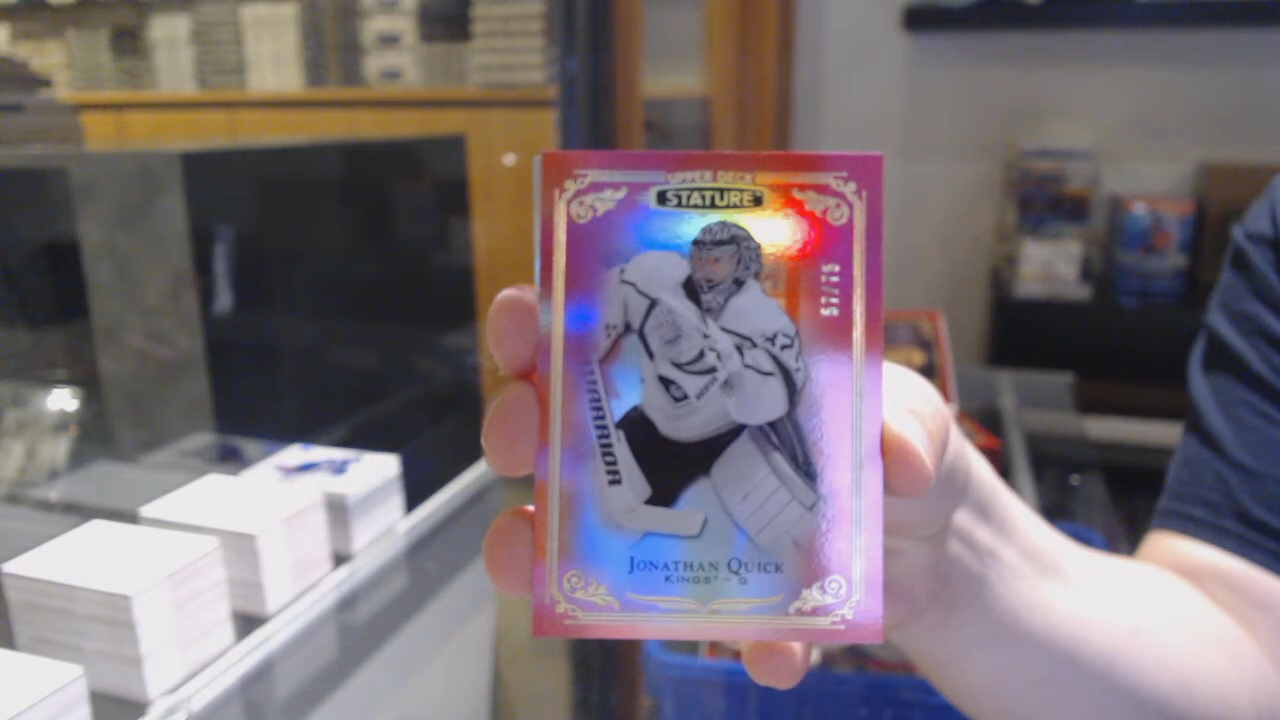 UPPER DECK
STATURE
57/75
WARRIOR
JONATHAN QUICK
KINGS - G